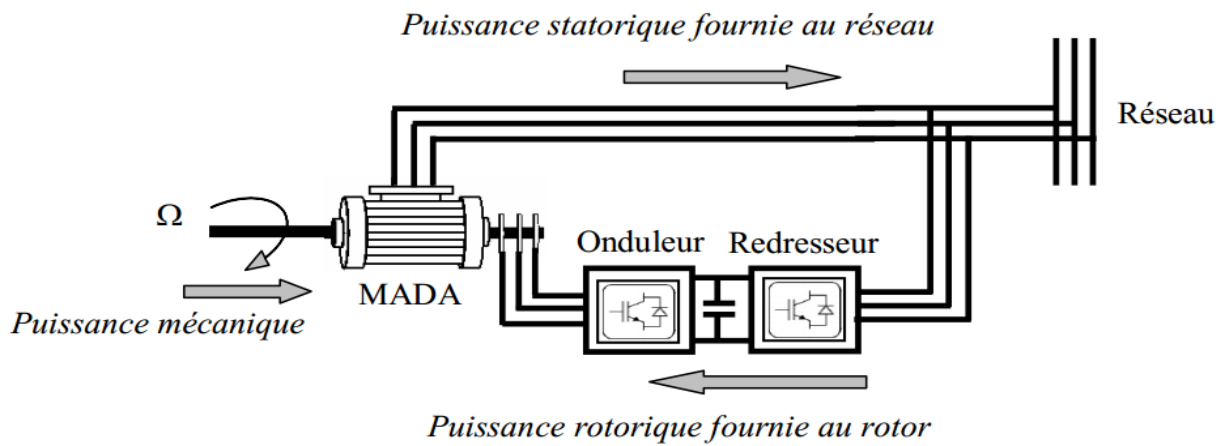 Puissance statorique fournie au réseau
Réseau
Ω
Onduleur Redresseur
MADA
Puissance mécanique
Puissance rotorique fournie au rotor